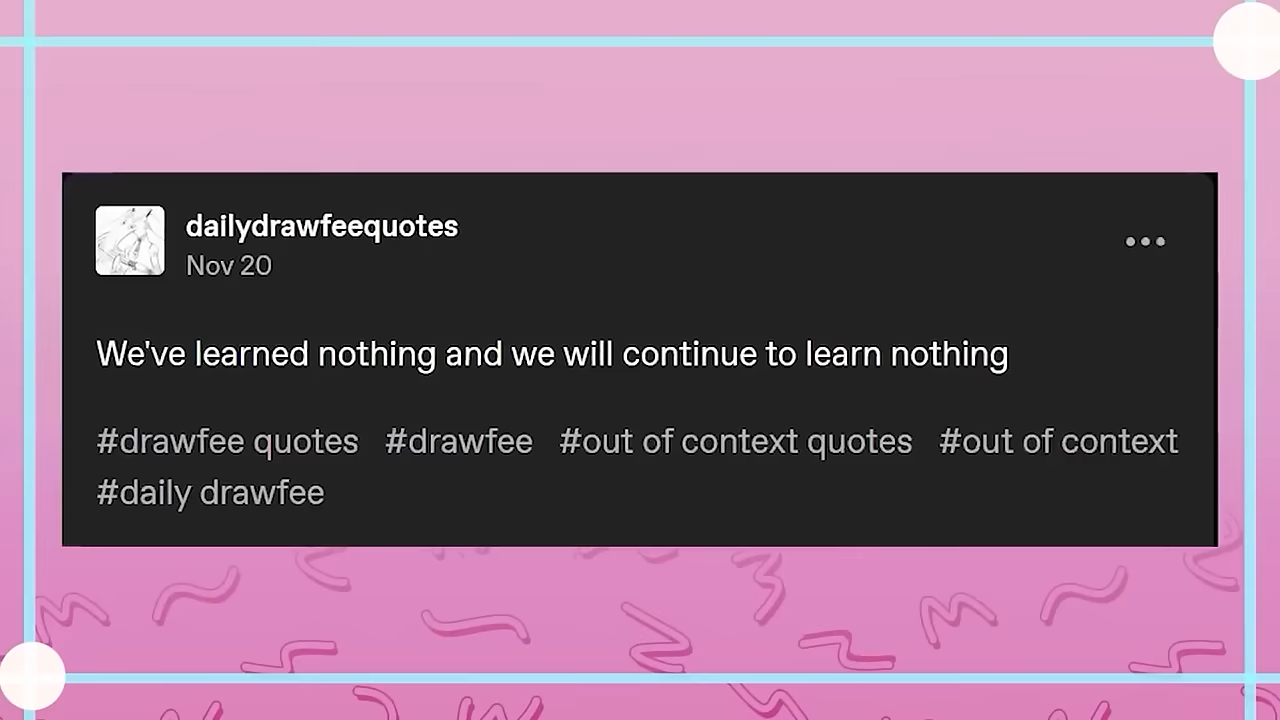 dailydrawfeequotes
Nov 20
We've learned nothing and we will continue to learn nothing
#drawfee quotes #drawfee #out of context quotes #out of context
#daily drawfee